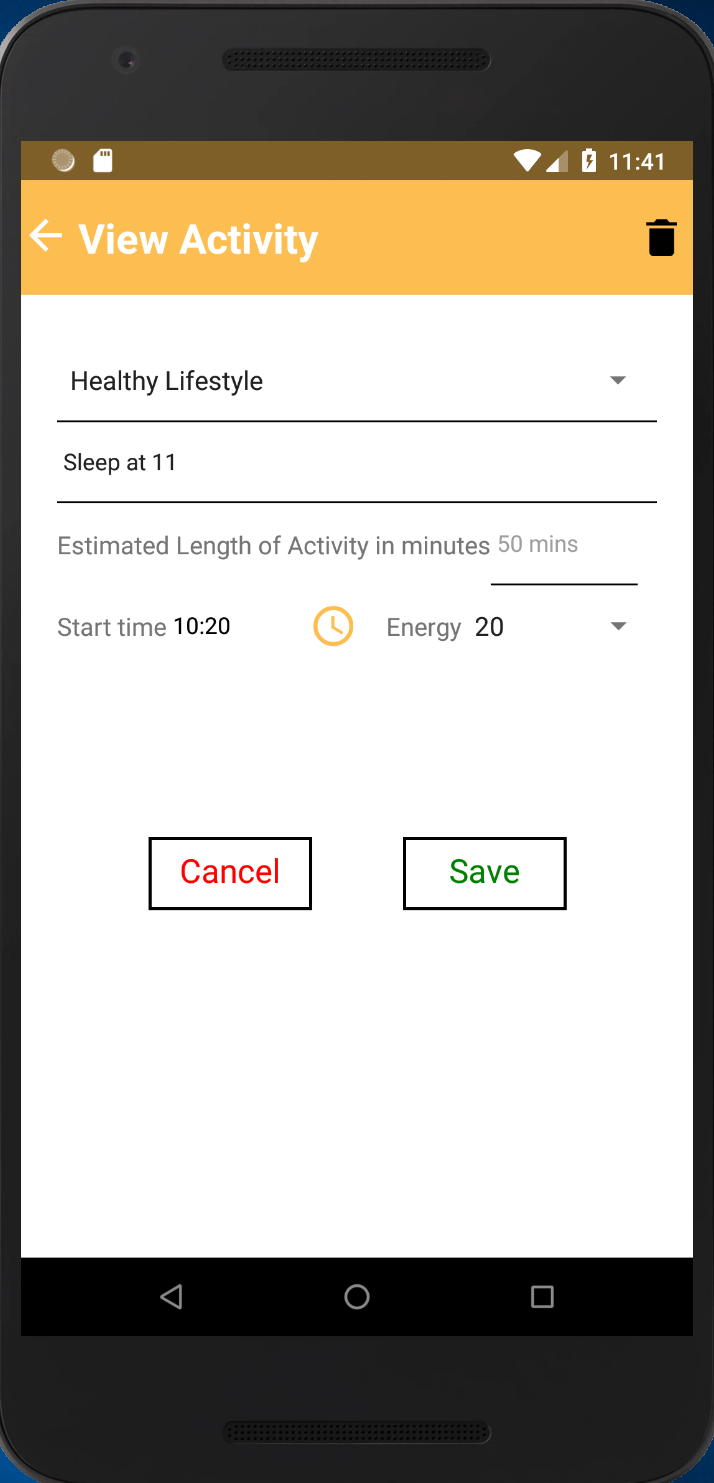 11:41
View Activity
Healthy Lifestyle
Sleep at 11
Estimated Length of Activity in minutes 50 mins
Start time 10:20 Energy 20
Cancel Save